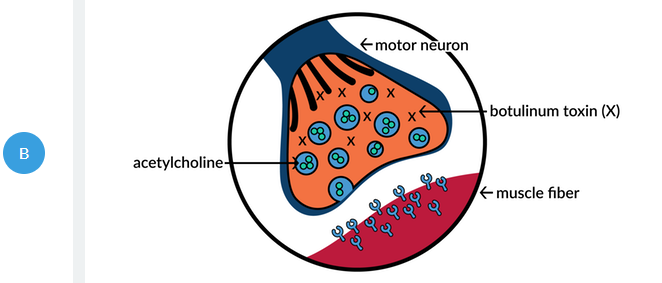 motor neuron
X X X
botulinum toxin (X)
X X
B
X X
acetylcholine
X
muscle fiber